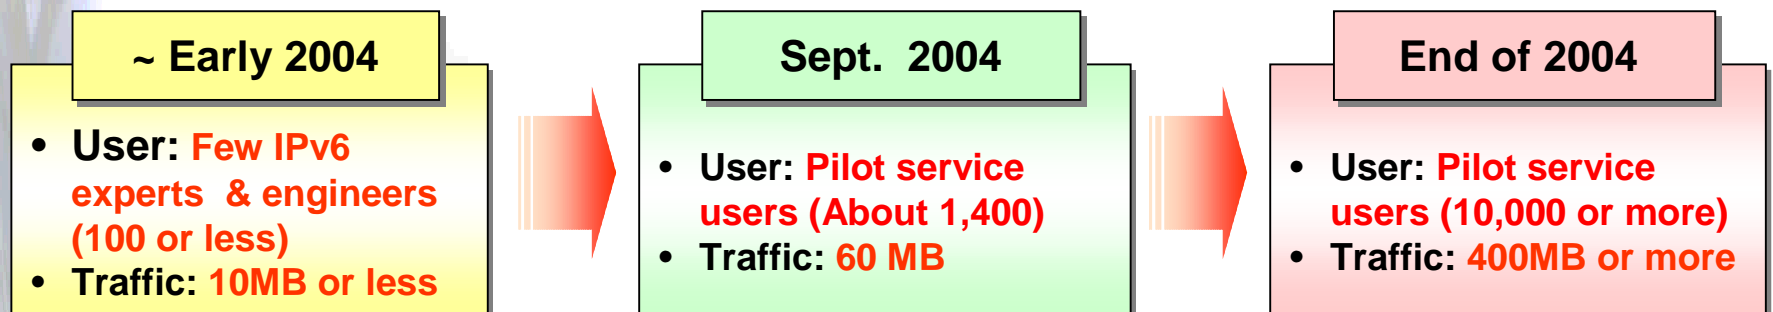 ~ Early 2004
• User: Few IPv6
experts & engineers
(100 or less)
• Traffic: 10MB or less
Sept. 2004
• User: Pilot service
users (About 1,400)
• Traffic: 60 MB
End of 2004
• User: Pilot service
users (10,000 or more)
• Traffic: 400MB or more